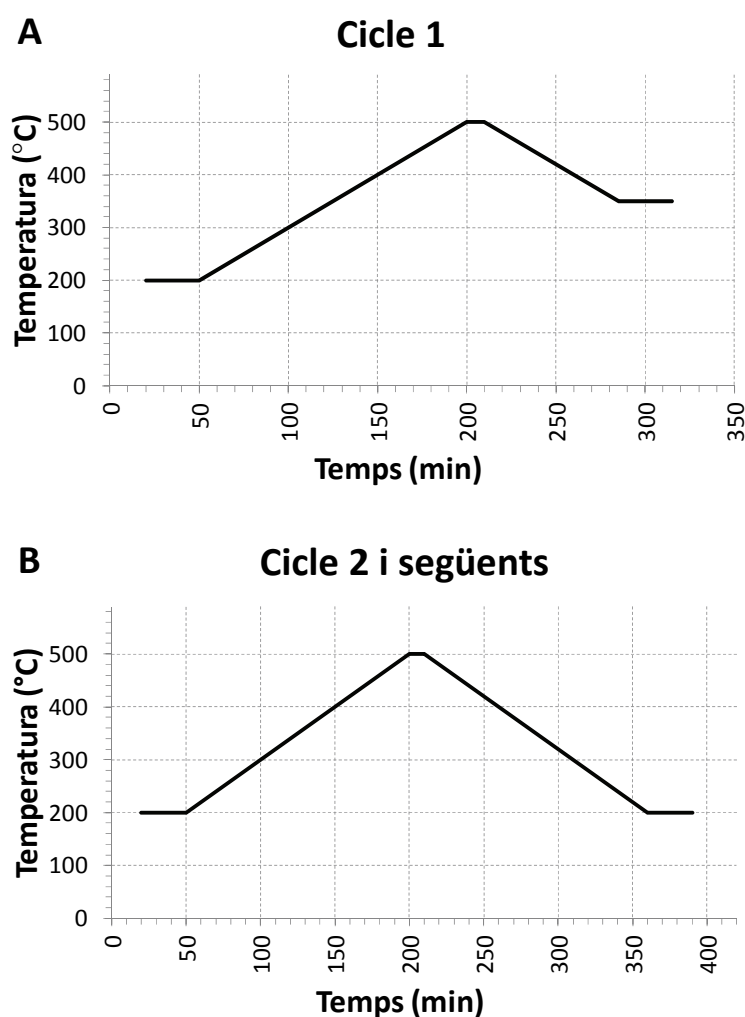 A
Cicle 1
Temperatura (°C)
500
400
300
200
100
0
0 50 100 150 200 250 300 350
Temps (min)
B
Cicle 2 i següents
Temperatura (°C)
500
400
300
200
100
0
0 50 100 150 200 250 300 350 400
Temps (min)